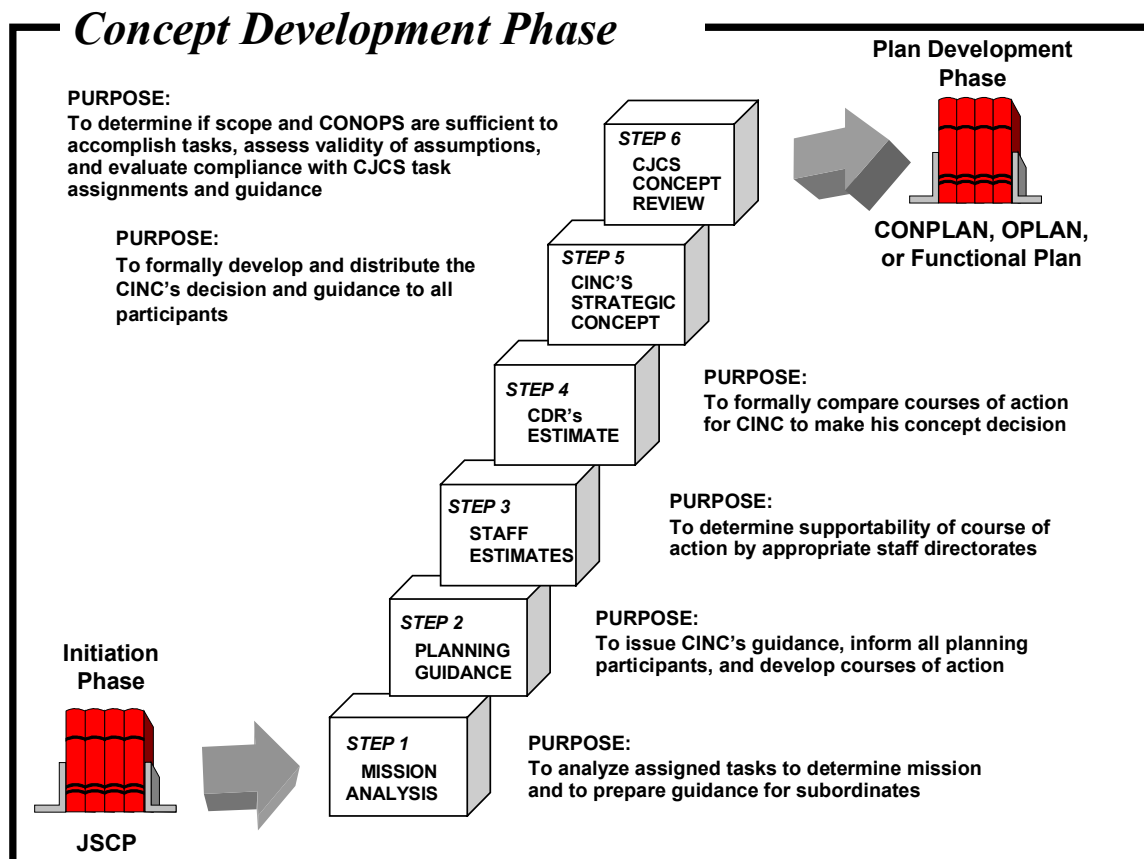 Concept Development Phase
Plan Development
Phase
CONPLAN, OPLAN,
or Functional Plan
PURPOSE:
To determine if scope and CONOPS are sufficient to
accomplish tasks, assess validity of assumptions,
and evaluate compliance with CJCS task
assignments and guidance
STEP 6
CJCS
CONCEPT
REVIEW
PURPOSE:
To formally develop and distribute the
CINC's decision and guidance to all
participants
STEP 5
CINC'S
STRATEGIC
CONCEPT
STEP 4
CDR's
ESTIMATE
PURPOSE:
To formally compare courses of action
for CINC to make his concept decision
STEP 3
STAFF
ESTIMATES
PURPOSE:
To determine supportability of course of
action by appropriate staff directorates
STEP 2
PLANNING
GUIDANCE
PURPOSE:
To issue CINC's guidance, inform all planning
participants, and develop courses of action
Initiation
Phase
JSCP
STEP 1
MISSION
ANALYSIS
PURPOSE:
To analyze assigned tasks to determine mission
and to prepare guidance for subordinates